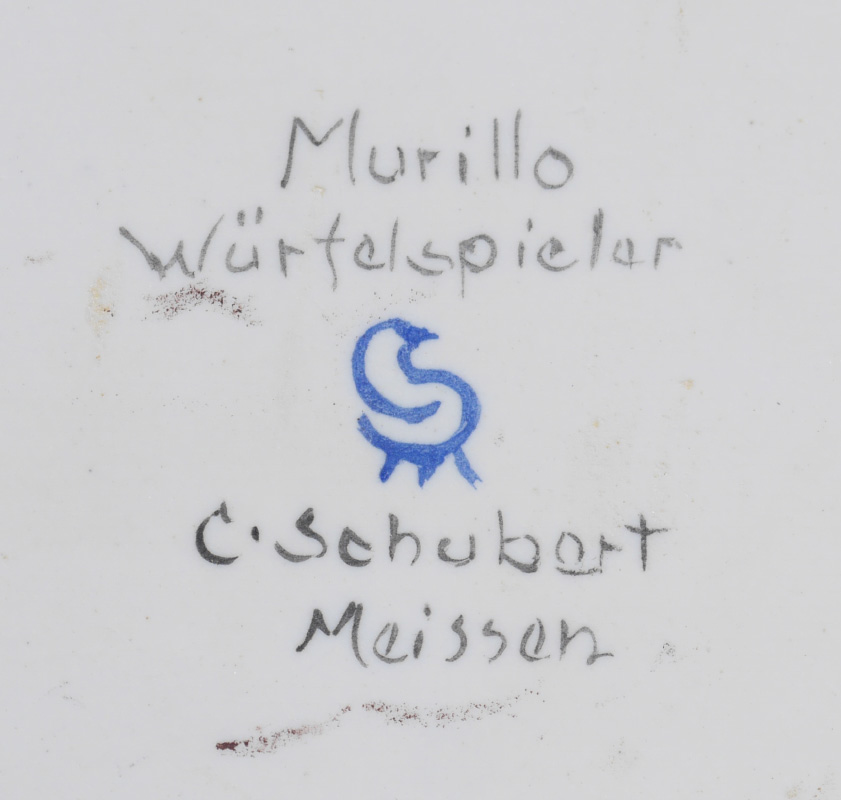 Murillo
Würfelspieler
C. Schubert
Meissen